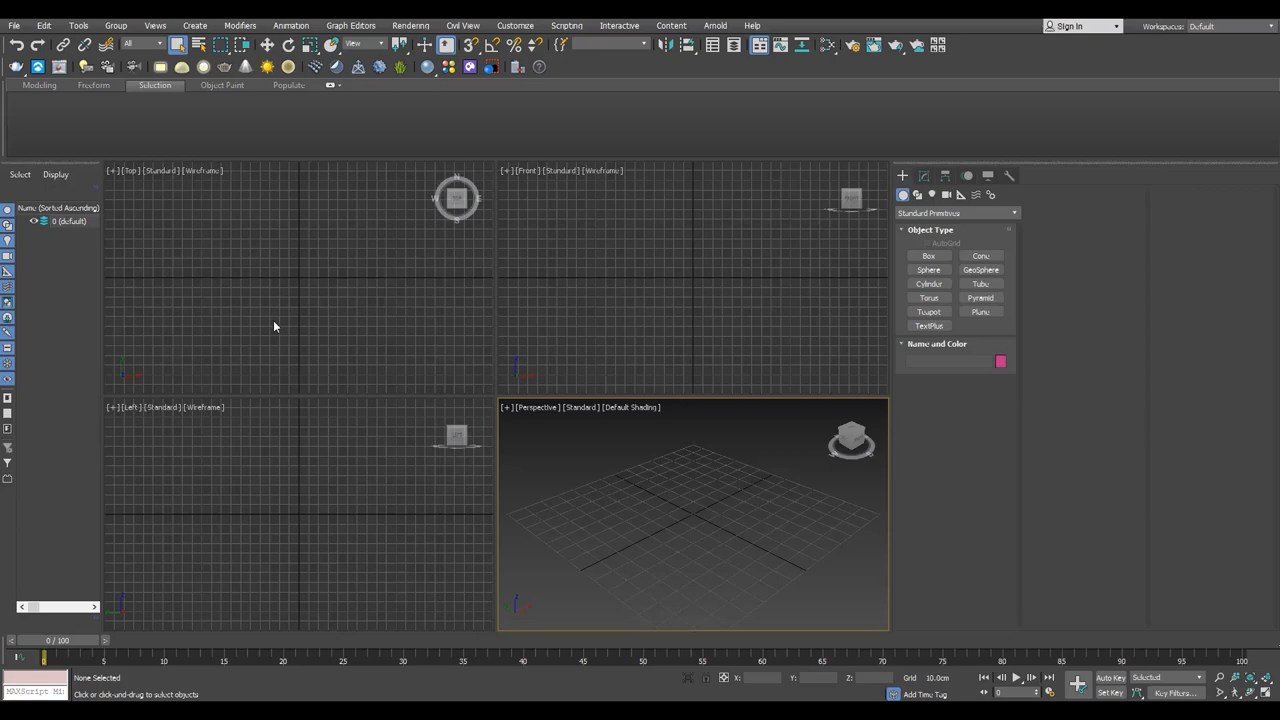 File Edit Tools Group Views Create Modifiers Animation Graph Editors Rendering Civil View Customize Scripting Interactive Content Arnold Help Sign In Workspaces: Default
All View
Modeling Freeform Selection Object Paint Populate
Select Display
Name (Sorted Ascending)
0 (default)
[+] [Top] [Standard] [Wireframe]
N
W E
S
[+] [Front] [Standard] [Wireframe]
[+] [Left] [Standard] [Wireframe]
[+] [Perspective] [Standard] [Default Shading]
Standard Primitives
Object Type
AutoGrid
Box Cone
Sphere GeoSphere
Cylinder Tube
Torus Pyramid
Teapot Plane
TextPlus
Name and Color
0 / 100
0 5 10 15 20 25 30 35 40 45 50 55 60 65 70 75 80 85 90 95 100
None Selected X: Y: Z: Grid 10.0cm Auto Key Selected
MAXScript Mi Click or click-and-drag to select objects Add Time Tag 0 Set Key Key Filters...